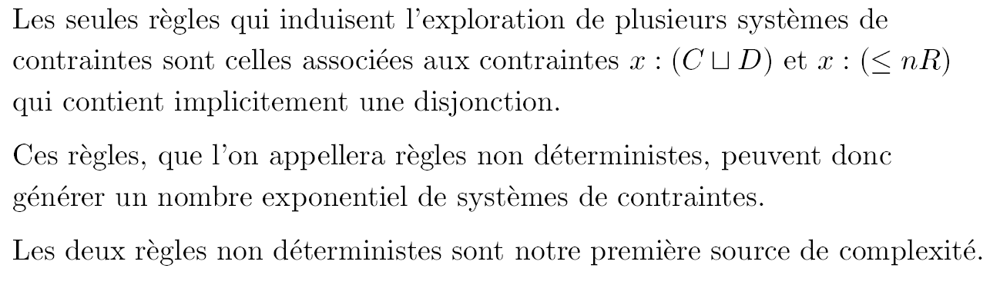 Les seules règles qui induisent l'exploration de plusieurs systèmes de
contraintes sont celles associées aux contraintes x : (C ⊔ D) et x : (≤ nR)
qui contient implicitement une disjonction.
Ces règles, que l'on appellera règles non déterministes, peuvent donc
générer un nombre exponentiel de systèmes de contraintes.
Les deux règles non déterministes sont notre première source de complexité.